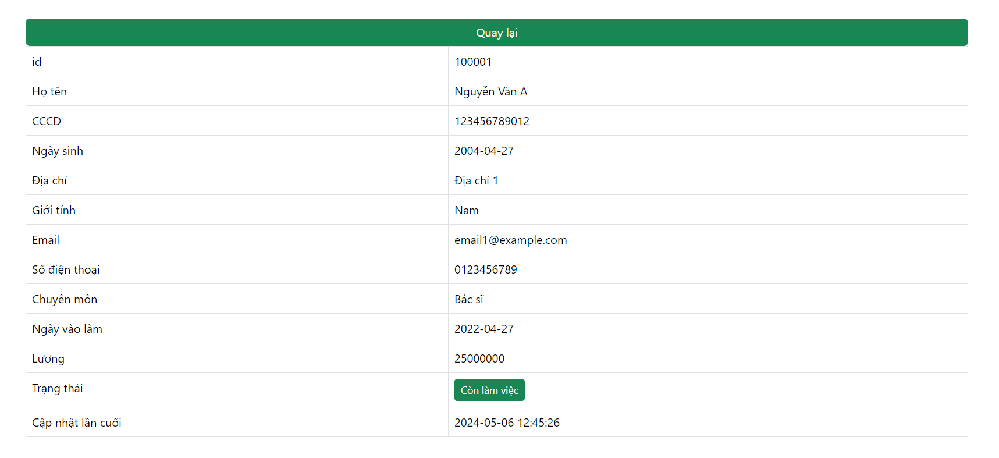 Quay lại
id 100001
Họ tên Nguyễn Văn A
CCCD 123456789012
Ngày sinh 2004-04-27
Địa chỉ Địa chỉ 1
Giới tính Nam
Email email1@example.com
Số điện thoại 0123456789
Chuyên môn Bác sĩ
Ngày vào làm 2022-04-27
Lương 25000000
Trạng thái Còn làm việc
Cập nhật lần cuối 2024-05-06 12:45:26